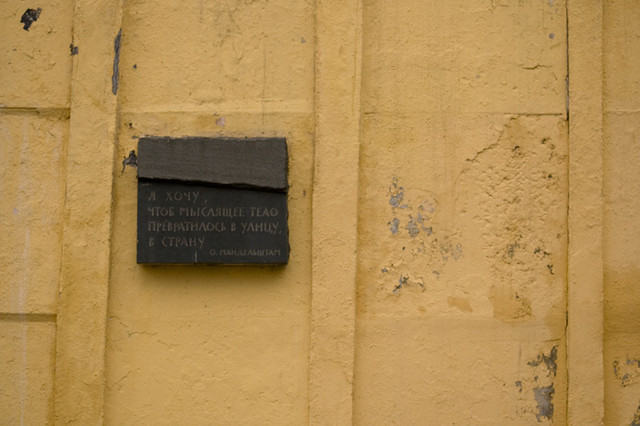 Я ХОЧУ,
ЧТОБ МЫСЛЯЩЕЕ ТЕЛО
ПРЕВРАТИЛОСЬ В УЛИЦУ,
В СТРАНУ
О. МАНДЕЛЬШТАМ